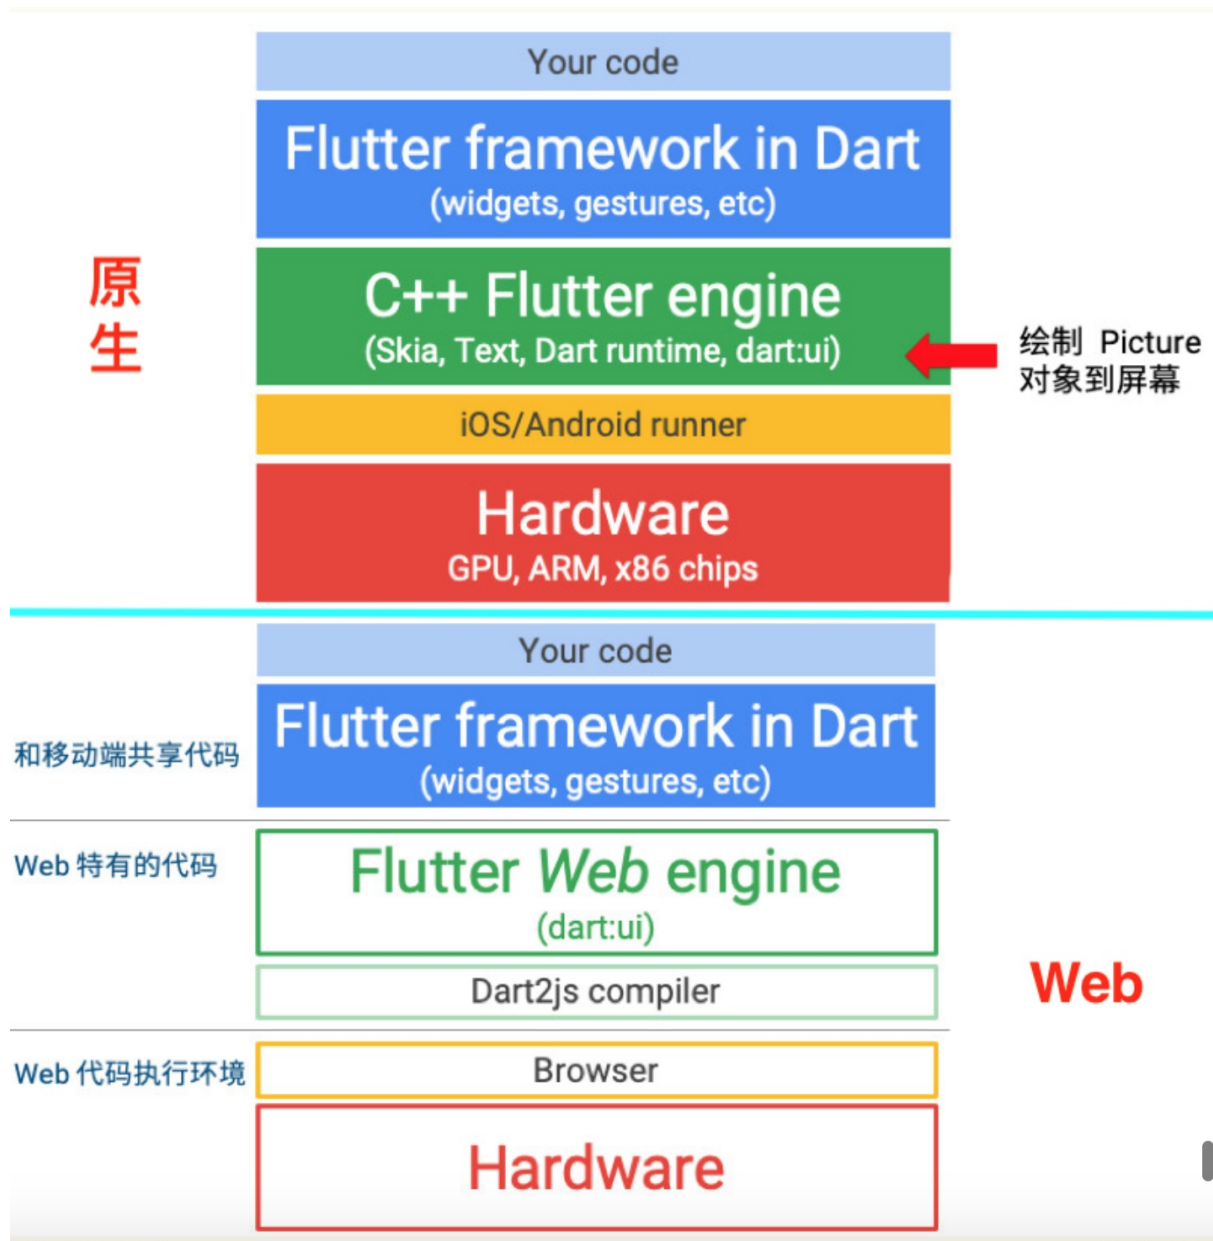 Your code
Flutter framework in Dart
(widgets, gestures, etc)
原
生
C++ Flutter engine
(Skia, Text, Dart runtime, dart:ui)
绘制 Picture
对象到屏幕
iOS/Android runner
Hardware
GPU, ARM, x86 chips
Your code
Flutter framework in Dart
(widgets, gestures, etc)
和移动端共享代码
Web 特有的代码
Flutter Web engine
(dart:ui)
Dart2js compiler
Web
Web 代码执行环境
Browser
Hardware